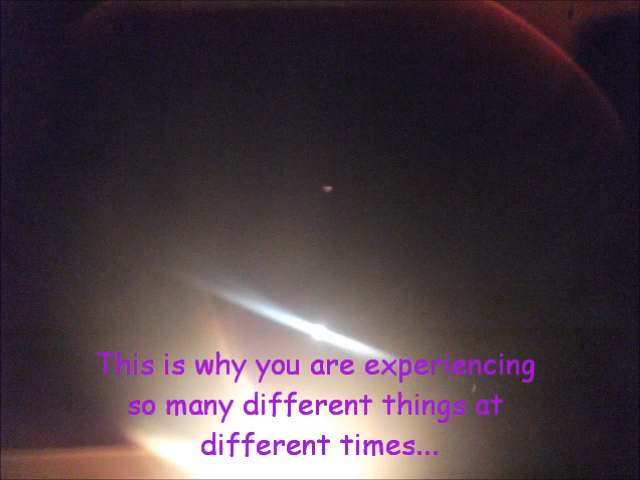 This is why you are experiencing
so many different things at
different times...